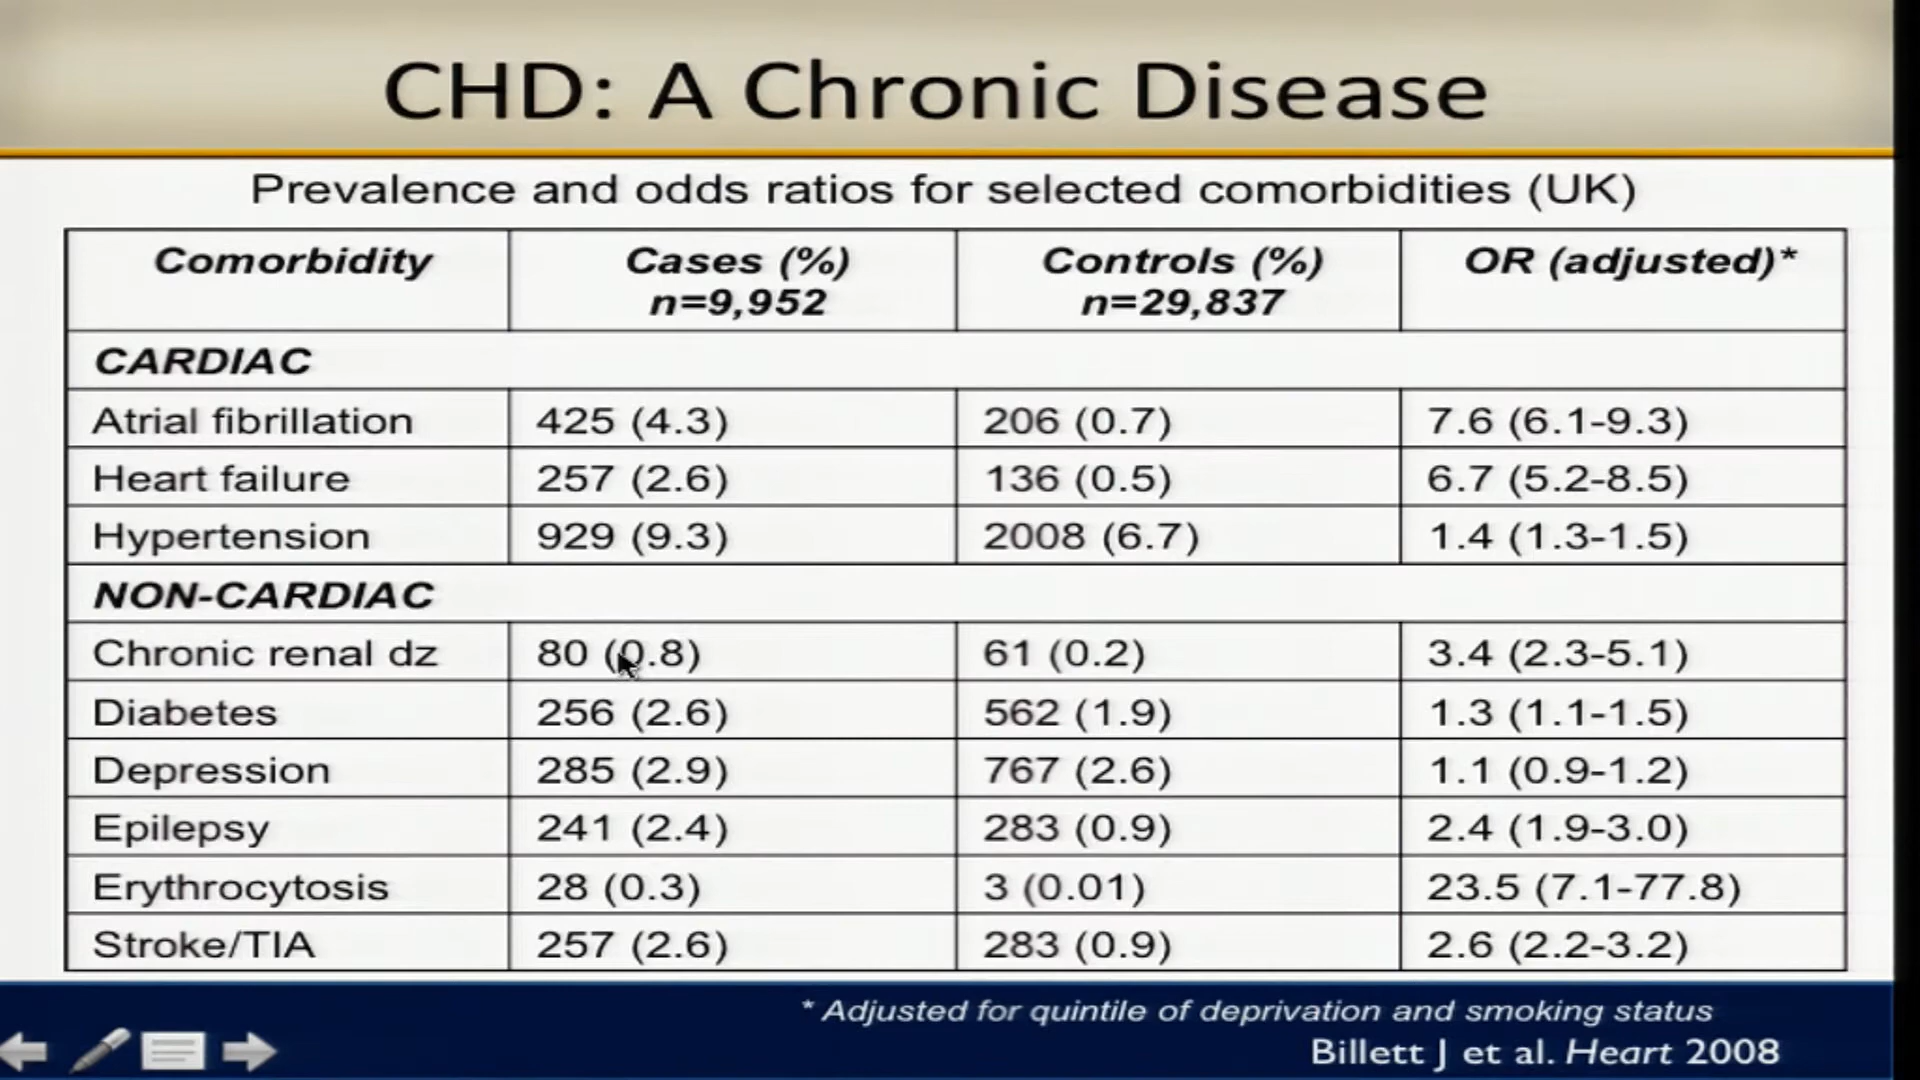 CHD: A Chronic Disease
Prevalence and odds ratios for selected comorbidities (UK)
Comorbidity Cases (%) Controls (%) OR (adjusted)*
n=9,952 n=29,837
CARDIAC
Atrial fibrillation 425 (4.3) 206 (0.7) 7.6 (6.1-9.3)
Heart failure 257 (2.6) 136 (0.5) 6.7 (5.2-8.5)
Hypertension 929 (9.3) 2008 (6.7) 1.4 (1.3-1.5)
NON-CARDIAC
Chronic renal dz 80 (0.8) 61 (0.2) 3.4 (2.3-5.1)
Diabetes 256 (2.6) 562 (1.9) 1.3 (1.1-1.5)
Depression 285 (2.9) 767 (2.6) 1.1 (0.9-1.2)
Epilepsy 241 (2.4) 283 (0.9) 2.4 (1.9-3.0)
Erythrocytosis 28 (0.3) 3 (0.01) 23.5 (7.1-77.8)
Stroke/TIA 257 (2.6) 283 (0.9) 2.6 (2.2-3.2)
* Adjusted for quintile of deprivation and smoking status
Billett J et al. Heart 2008